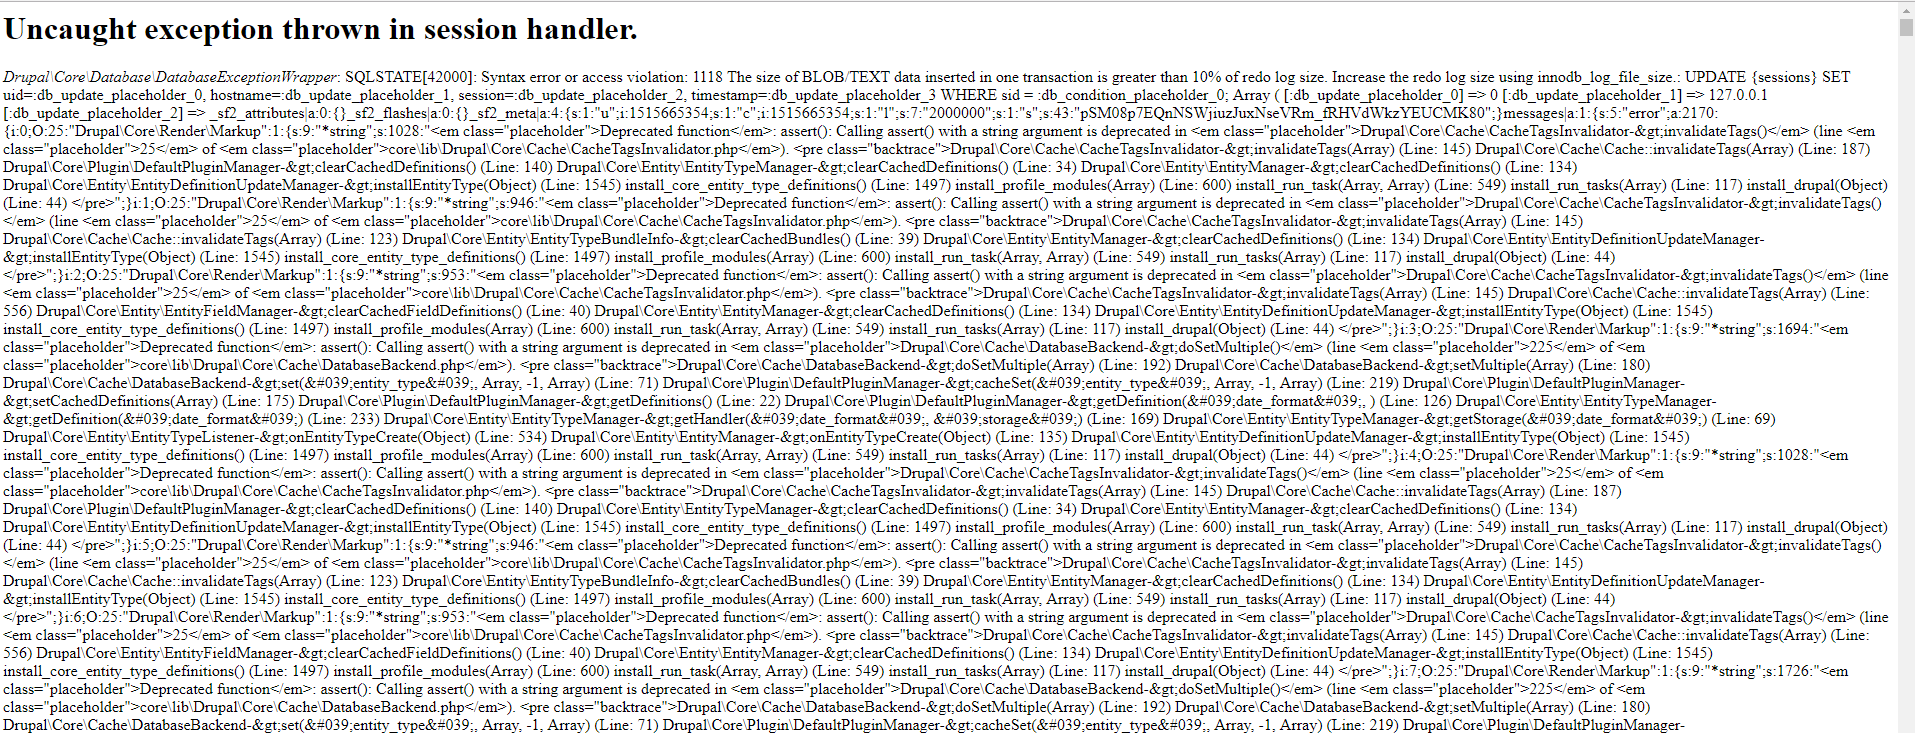 Uncaught exception thrown in session handler.
Drupal\Core\Database\DatabaseExceptionWrapper: SQLSTATE[42000]: Syntax error or access violation: 1118 The size of BLOB/TEXT data inserted in one transaction is greater than 10% of redo log size. Increase the redo log size using innodb_log_file_size.: UPDATE {sessions} SET
uid=:db_update_placeholder_0, hostname=:db_update_placeholder_1, session=:db_update_placeholder_2, timestamp=:db_update_placeholder_3 WHERE sid = :db_condition_placeholder_0; Array ( [:db_update_placeholder_0] => 0 [:db_update_placeholder_1] => 127.0.0.1
[:db_update_placeholder_2] => _sf2_attributes|a:0:{}_sf2_flashes|a:0:{}_sf2_meta|a:4:{s:1:"u";i:1515665354;s:1:"c";i:1515665354;s:1:"l";s:7:"2000000";s:1:"s";s:43:"pSM08p7EQnNSWjiuzJuxNseVRm_fRHVdWkzYEUCMK80";}messages|a:1:{s:5:"error";a:2170:
{i:0;O:25:"Drupal\Core\Render\Markup":1:{s:9:"*string";s:1028:"<em class="placeholder">Deprecated function</em>: assert(): Calling assert() with a string argument is deprecated in <em class="placeholder">Drupal\Core\Cache\CacheTagsInvalidator-&gt;invalidateTags()</em> (line <em
class="placeholder">25</em> of <em class="placeholder">core\lib\Drupal\Core\Cache\CacheTagsInvalidator.php</em>). <pre class="backtrace">Drupal\Core\Cache\CacheTagsInvalidator-&gt;invalidateTags(Array) (Line: 145) Drupal\Core\Cache\Cache::invalidateTags(Array) (Line: 187)
Drupal\Core\Plugin\DefaultPluginManager-&gt;clearCachedDefinitions() (Line: 140) Drupal\Core\Entity\EntityTypeManager-&gt;clearCachedDefinitions() (Line: 34) Drupal\Core\Entity\EntityManager-&gt;clearCachedDefinitions() (Line: 134)
Drupal\Core\Entity\EntityDefinitionUpdateManager-&gt;installEntityType(Object) (Line: 1545) install_core_entity_type_definitions() (Line: 1497) install_profile_modules(Array) (Line: 600) install_run_task(Array, Array) (Line: 549) install_run_tasks(Array) (Line: 117) install_drupal(Object)
(Line: 44) </pre>";}i:1;O:25:"Drupal\Core\Render\Markup":1:{s:9:"*string";s:946:"<em class="placeholder">Deprecated function</em>: assert(): Calling assert() with a string argument is deprecated in <em class="placeholder">Drupal\Core\Cache\CacheTagsInvalidator-&gt;invalidateTags()
</em> (line <em class="placeholder">25</em> of <em class="placeholder">core\lib\Drupal\Core\Cache\CacheTagsInvalidator.php</em>). <pre class="backtrace">Drupal\Core\Cache\CacheTagsInvalidator-&gt;invalidateTags(Array) (Line: 145)
Drupal\Core\Cache\Cache::invalidateTags(Array) (Line: 123) Drupal\Core\Entity\EntityTypeBundleInfo-&gt;clearCachedBundles() (Line: 39) Drupal\Core\Entity\EntityManager-&gt;clearCachedDefinitions() (Line: 134) Drupal\Core\Entity\EntityDefinitionUpdateManager-
&gt;installEntityType(Object) (Line: 1545) install_core_entity_type_definitions() (Line: 1497) install_profile_modules(Array) (Line: 600) install_run_task(Array, Array) (Line: 549) install_run_tasks(Array) (Line: 117) install_drupal(Object) (Line: 44)
</pre>";}i:2;O:25:"Drupal\Core\Render\Markup":1:{s:9:"*string";s:953:"<em class="placeholder">Deprecated function</em>: assert(): Calling assert() with a string argument is deprecated in <em class="placeholder">Drupal\Core\Cache\CacheTagsInvalidator-&gt;invalidateTags()</em> (line
<em class="placeholder">25</em> of <em class="placeholder">core\lib\Drupal\Core\Cache\CacheTagsInvalidator.php</em>). <pre class="backtrace">Drupal\Core\Cache\CacheTagsInvalidator-&gt;invalidateTags(Array) (Line: 145) Drupal\Core\Cache\Cache::invalidateTags(Array) (Line:
556) Drupal\Core\Entity\EntityFieldManager-&gt;clearCachedFieldDefinitions() (Line: 40) Drupal\Core\Entity\EntityManager-&gt;clearCachedDefinitions() (Line: 134) Drupal\Core\Entity\EntityDefinitionUpdateManager-&gt;installEntityType(Object) (Line: 1545)
install_core_entity_type_definitions() (Line: 1497) install_profile_modules(Array) (Line: 600) install_run_task(Array, Array) (Line: 549) install_run_tasks(Array) (Line: 117) install_drupal(Object) (Line: 44) </pre>";}i:3;O:25:"Drupal\Core\Render\Markup":1:{s:9:"*string";s:1694:"<em
class="placeholder">Deprecated function</em>: assert(): Calling assert() with a string argument is deprecated in <em class="placeholder">Drupal\Core\Cache\DatabaseBackend-&gt;doSetMultiple()</em> (line <em class="placeholder">225</em> of <em
class="placeholder">core\lib\Drupal\Core\Cache\DatabaseBackend.php</em>). <pre class="backtrace">Drupal\Core\Cache\DatabaseBackend-&gt;doSetMultiple(Array) (Line: 192) Drupal\Core\Cache\DatabaseBackend-&gt;setMultiple(Array) (Line: 180)
Drupal\Core\Cache\DatabaseBackend-&gt;set(&#039;entity_type&#039;, Array, -1, Array) (Line: 71) Drupal\Core\Plugin\DefaultPluginManager-&gt;cacheSet(&#039;entity_type&#039;, Array, -1, Array) (Line: 219) Drupal\Core\Plugin\DefaultPluginManager-
&gt;setCachedDefinitions(Array) (Line: 175) Drupal\Core\Plugin\DefaultPluginManager-&gt;getDefinitions() (Line: 22) Drupal\Core\Plugin\DefaultPluginManager-&gt;getDefinition(&#039;date_format&#039;, ) (Line: 126) Drupal\Core\Entity\EntityTypeManager-
&gt;getDefinition(&#039;date_format&#039;) (Line: 233) Drupal\Core\Entity\EntityTypeManager-&gt;getHandler(&#039;date_format&#039;, &#039;storage&#039;) (Line: 169) Drupal\Core\Entity\EntityTypeManager-&gt;getStorage(&#039;date_format&#039;) (Line: 69)
Drupal\Core\Entity\EntityTypeListener-&gt;onEntityTypeCreate(Object) (Line: 534) Drupal\Core\Entity\EntityManager-&gt;onEntityTypeCreate(Object) (Line: 135) Drupal\Core\Entity\EntityDefinitionUpdateManager-&gt;installEntityType(Object) (Line: 1545)
install_core_entity_type_definitions() (Line: 1497) install_profile_modules(Array) (Line: 600) install_run_task(Array, Array) (Line: 549) install_run_tasks(Array) (Line: 117) install_drupal(Object) (Line: 44) </pre>";}i:4;O:25:"Drupal\Core\Render\Markup":1:{s:9:"*string";s:1028:"<em
class="placeholder">Deprecated function</em>: assert(): Calling assert() with a string argument is deprecated in <em class="placeholder">Drupal\Core\Cache\CacheTagsInvalidator-&gt;invalidateTags()</em> (line <em class="placeholder">25</em> of <em
class="placeholder">core\lib\Drupal\Core\Cache\CacheTagsInvalidator.php</em>). <pre class="backtrace">Drupal\Core\Cache\CacheTagsInvalidator-&gt;invalidateTags(Array) (Line: 145) Drupal\Core\Cache\Cache::invalidateTags(Array) (Line: 187)
Drupal\Core\Plugin\DefaultPluginManager-&gt;clearCachedDefinitions() (Line: 140) Drupal\Core\Entity\EntityTypeManager-&gt;clearCachedDefinitions() (Line: 34) Drupal\Core\Entity\EntityManager-&gt;clearCachedDefinitions() (Line: 134)
Drupal\Core\Entity\EntityDefinitionUpdateManager-&gt;installEntityType(Object) (Line: 1545) install_core_entity_type_definitions() (Line: 1497) install_profile_modules(Array) (Line: 600) install_run_task(Array, Array) (Line: 549) install_run_tasks(Array) (Line: 117) install_drupal(Object)
(Line: 44) </pre>";}i:5;O:25:"Drupal\Core\Render\Markup":1:{s:9:"*string";s:946:"<em class="placeholder">Deprecated function</em>: assert(): Calling assert() with a string argument is deprecated in <em class="placeholder">Drupal\Core\Cache\CacheTagsInvalidator-&gt;invalidateTags()
</em> (line <em class="placeholder">25</em> of <em class="placeholder">core\lib\Drupal\Core\Cache\CacheTagsInvalidator.php</em>). <pre class="backtrace">Drupal\Core\Cache\CacheTagsInvalidator-&gt;invalidateTags(Array) (Line: 145)
Drupal\Core\Cache\Cache::invalidateTags(Array) (Line: 123) Drupal\Core\Entity\EntityTypeBundleInfo-&gt;clearCachedBundles() (Line: 39) Drupal\Core\Entity\EntityManager-&gt;clearCachedDefinitions() (Line: 134) Drupal\Core\Entity\EntityDefinitionUpdateManager-
&gt;installEntityType(Object) (Line: 1545) install_core_entity_type_definitions() (Line: 1497) install_profile_modules(Array) (Line: 600) install_run_task(Array, Array) (Line: 549) install_run_tasks(Array) (Line: 117) install_drupal(Object) (Line: 44)
</pre>";}i:6;O:25:"Drupal\Core\Render\Markup":1:{s:9:"*string";s:953:"<em class="placeholder">Deprecated function</em>: assert(): Calling assert() with a string argument is deprecated in <em class="placeholder">Drupal\Core\Cache\CacheTagsInvalidator-&gt;invalidateTags()</em> (line
<em class="placeholder">25</em> of <em class="placeholder">core\lib\Drupal\Core\Cache\CacheTagsInvalidator.php</em>). <pre class="backtrace">Drupal\Core\Cache\CacheTagsInvalidator-&gt;invalidateTags(Array) (Line: 145) Drupal\Core\Cache\Cache::invalidateTags(Array) (Line:
556) Drupal\Core\Entity\EntityFieldManager-&gt;clearCachedFieldDefinitions() (Line: 40) Drupal\Core\Entity\EntityManager-&gt;clearCachedDefinitions() (Line: 134) Drupal\Core\Entity\EntityDefinitionUpdateManager-&gt;installEntityType(Object) (Line: 1545)
install_core_entity_type_definitions() (Line: 1497) install_profile_modules(Array) (Line: 600) install_run_task(Array, Array) (Line: 549) install_run_tasks(Array) (Line: 117) install_drupal(Object) (Line: 44) </pre>";}i:7;O:25:"Drupal\Core\Render\Markup":1:{s:9:"*string";s:1726:"<em
class="placeholder">Deprecated function</em>: assert(): Calling assert() with a string argument is deprecated in <em class="placeholder">Drupal\Core\Cache\DatabaseBackend-&gt;doSetMultiple()</em> (line <em class="placeholder">225</em> of <em
class="placeholder">core\lib\Drupal\Core\Cache\DatabaseBackend.php</em>). <pre class="backtrace">Drupal\Core\Cache\DatabaseBackend-&gt;doSetMultiple(Array) (Line: 192) Drupal\Core\Cache\DatabaseBackend-&gt;setMultiple(Array) (Line: 180)
Drupal\Core\Cache\DatabaseBackend-&gt;set(&#039;entity_type&#039;, Array, -1, Array) (Line: 71) Drupal\Core\Plugin\DefaultPluginManager-&gt;cacheSet(&#039;entity_type&#039;, Array, -1, Array) (Line: 219) Drupal\Core\Plugin\DefaultPluginManager-